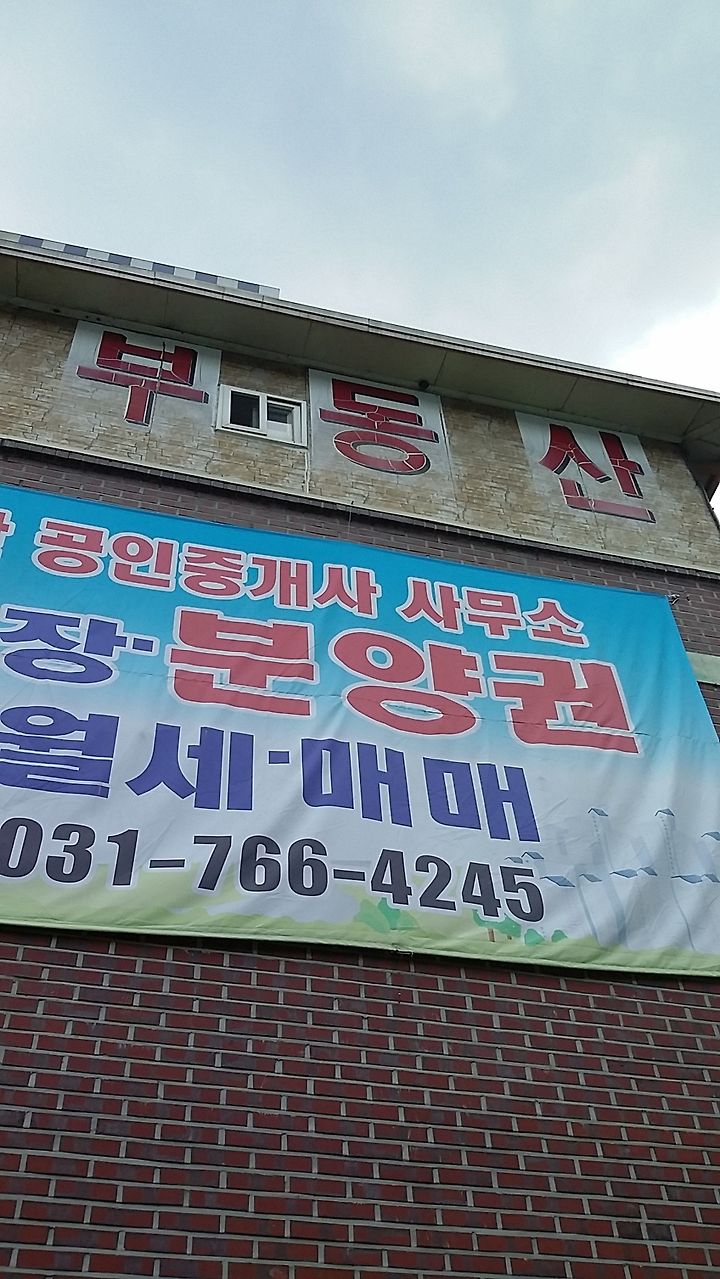 부동산
공인중개사 사무소
장·분양권
월세·매매
031-766-4245